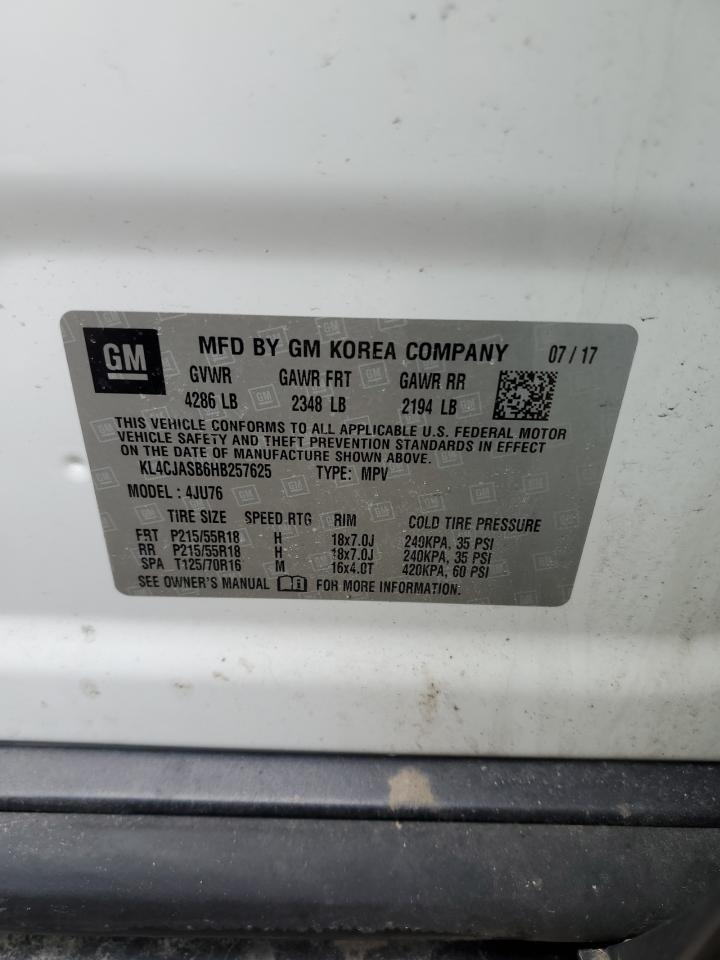 GM MFD BY GM KOREA COMPANY 07 / 17
GVWR GAWR FRT GAWR RR
4286 LB 2348 LB 2194 LB
THIS VEHICLE CONFORMS TO ALL APPLICABLE U.S. FEDERAL MOTOR
VEHICLE SAFETY AND THEFT PREVENTION STANDARDS IN EFFECT
ON THE DATE OF MANUFACTURE SHOWN ABOVE.
KL4CJASB6HB257625 TYPE: MPV
MODEL : 4JU76
TIRE SIZE SPEED RTG RIM COLD TIRE PRESSURE
FRT P215/55R18 H 18x7.0J 240KPA, 35 PSI
RR P215/55R18 H 18x7.0J 240KPA, 35 PSI
SPA T125/70R16 M 16x4.0T 420KPA, 60 PSI
SEE OWNER'S MANUAL FOR MORE INFORMATION.